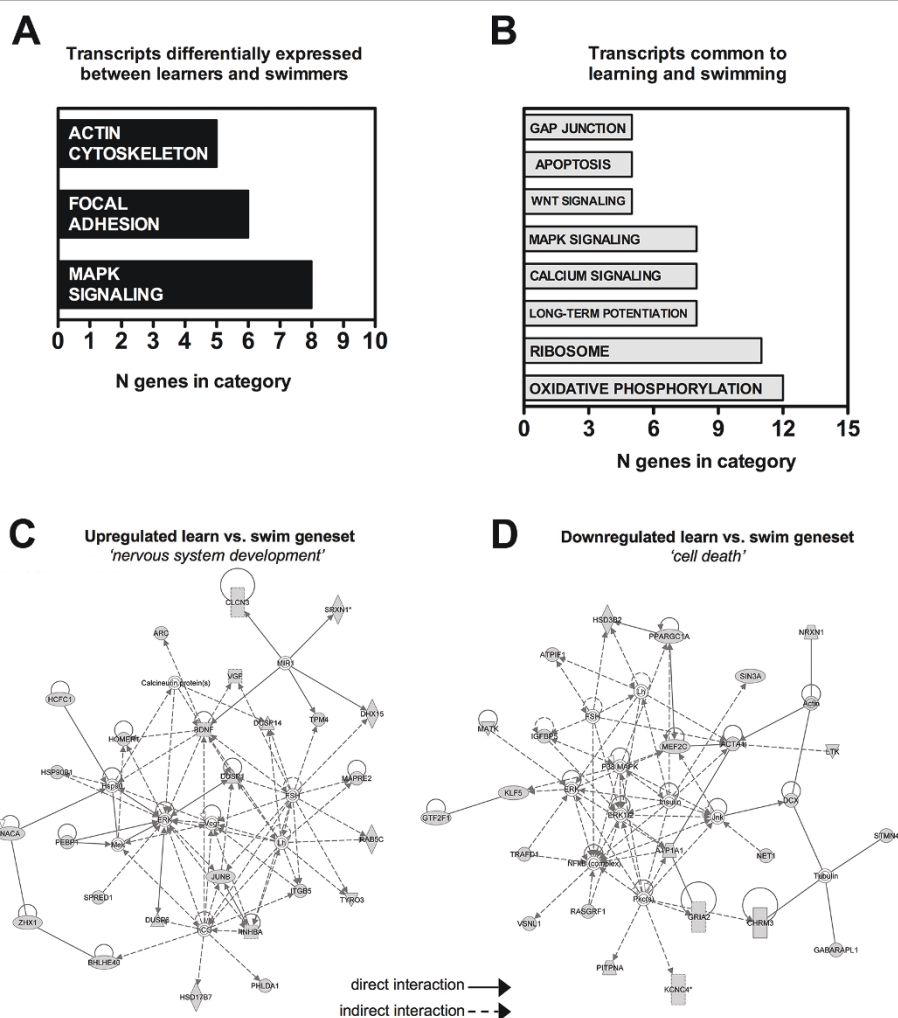 A
Transcripts differentially expressed
between learners and swimmers
ACTIN
CYTOSKELETON
FOCAL
ADHESION
MAPK
SIGNALING
0 1 2 3 4 5 6 7 8 9 10
N genes in category
B
Transcripts common to
learning and swimming
GAP JUNCTION
APOPTOSIS
WNT SIGNALING
MAPK SIGNALING
CALCIUM SIGNALING
LONG-TERM POTENTIATION
RIBOSOME
OXIDATIVE PHOSPHORYLATION
0 3 6 9 12 15
N genes in category
C
Upregulated learn vs. swim geneset
'nervous system development'
CLCN3
SRXN1*
ARC
MIR1
Calcineurin protein(s)
VGF
HCFC1
BDNF
DUSP14
TPM4
DHX15
HOMER1
HSP90B1
Hsp90
DUSP1
FSH
MAPRE2
NACA
ERK
Vegf
PEBP1
Mek
Lh
RAB5C
JUNB
SPRED1
ITGB5
TYRO3
ZHX1
DUSP6
hCG
INHBA
BHLHE40
HSD17B7
PHLDA1
D
Downregulated learn vs. swim geneset
'cell death'
HSD3B2
PPARGC1A
NRXN1
ATPIF1
SIN3A
Lh
Actin
FSH
MATK
IGFBP5
MEF2C
ACTA1
LTK
P38 MAPK
ERK
KLF5
Insulin
DCX
GTF2F1
ERK1/2
Jnk
STMN4
TRAFD1
NFkB (complex)
ATP1A1
NET1
Tubulin
Pkc(s)
VSNL1
RASGRF1
GRIA2
CHRM3
GABARAPL1
PITPNA
KCNC4*
direct interaction
indirect interaction